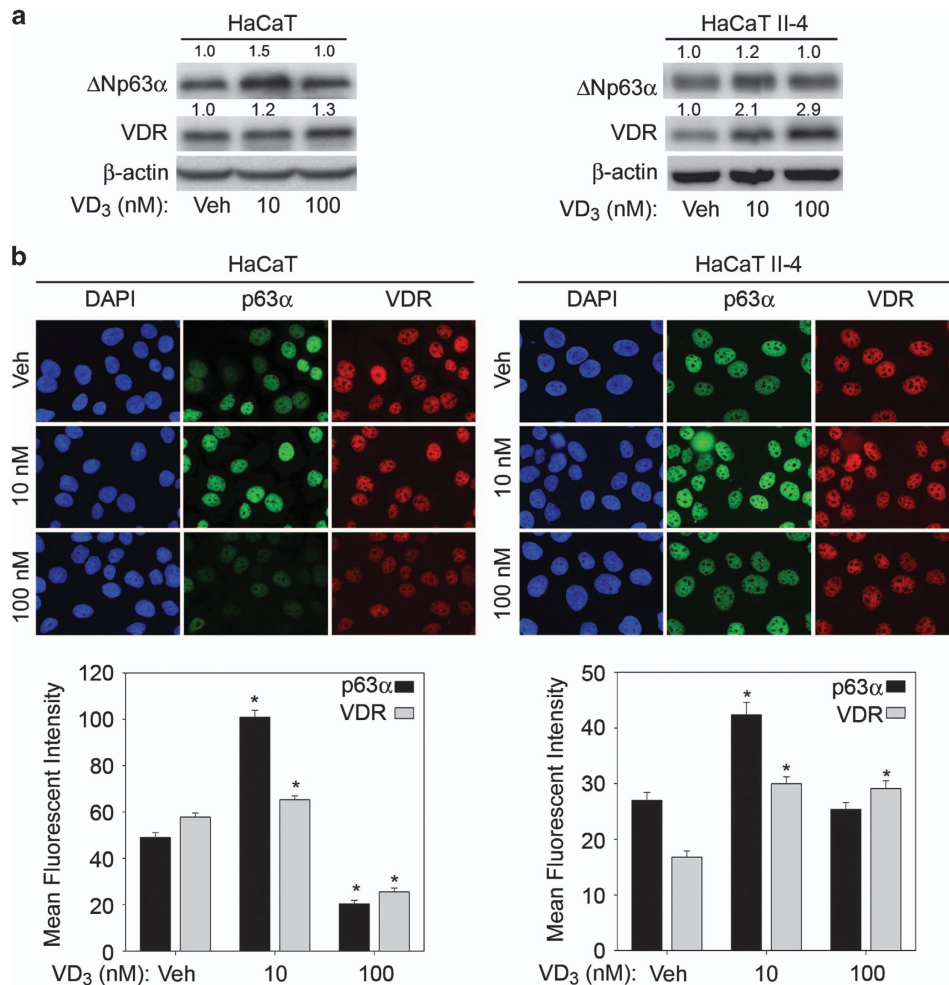 a
HaCaT
1.0 1.5 1.0
ΔNp63α
1.0 1.2 1.3
VDR
β-actin
VD3 (nM): Veh 10 100
HaCaT II-4
1.0 1.2 1.0
ΔNp63α
1.0 2.1 2.9
VDR
β-actin
VD3 (nM): Veh 10 100
b
HaCaT
DAPI p63α VDR
Veh
10 nM
100 nM
HaCaT II-4
DAPI p63α VDR
Veh
10 nM
100 nM
Mean Fluorescent Intensity
120
100
80
60
40
20
0
p63α
VDR
*
*
* *
VD3 (nM): Veh 10 100
Mean Fluorescent Intensity
50
40
30
20
10
0
p63α
VDR
*
* *
VD3 (nM): Veh 10 100